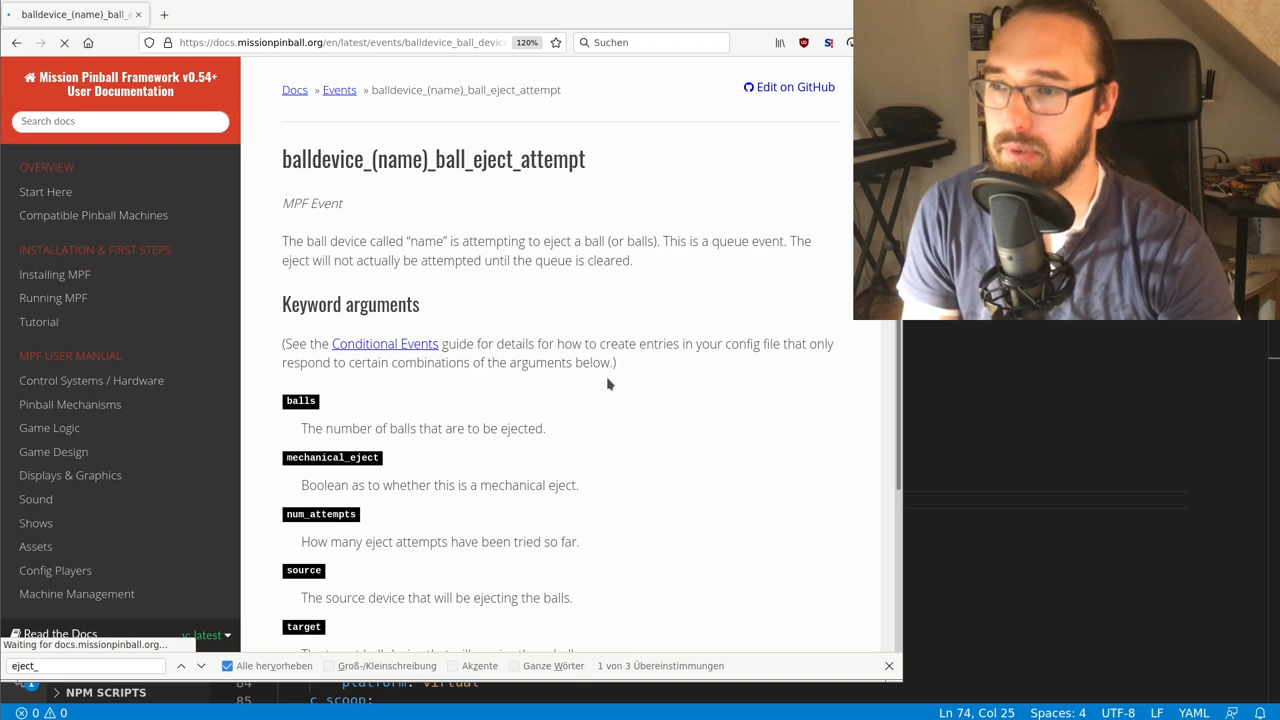 balldevice_(name)_ball_e
https://docs.missionpinball.org/en/latest/events/balldevice_ball_devic
120%
Suchen
Mission Pinball Framework v0.54+
User Documentation
Search docs
OVERVIEW
Start Here
Compatible Pinball Machines
INSTALLATION & FIRST STEPS
Installing MPF
Running MPF
Tutorial
MPF USER MANUAL
Control Systems / Hardware
Pinball Mechanisms
Game Logic
Game Design
Displays & Graphics
Sound
Shows
Assets
Config Players
Machine Management
Read the Docs
v: latest
Docs » Events » balldevice_(name)_ball_eject_attempt
Edit on GitHub
balldevice_(name)_ball_eject_attempt
MPF Event
The ball device called “name” is attempting to eject a ball (or balls). This is a queue event. The
eject will not actually be attempted until the queue is cleared.
Keyword arguments
(See the Conditional Events guide for details for how to create entries in your config file that only
respond to certain combinations of the arguments below.)
balls
The number of balls that are to be ejected.
mechanical_eject
Boolean as to whether this is a mechanical eject.
num_attempts
How many eject attempts have been tried so far.
source
The source device that will be ejecting the balls.
target
Waiting for docs.missionpinball.org...
eject_
Alle hervorheben
Groß-/Kleinschreibung
Akzente
Ganze Wörter
1 von 3 Übereinstimmungen
1
NPM SCRIPTS
84
platform: virtual
85
c_scoop:
0
0
Ln 74, Col 25
Spaces: 4
UTF-8
LF
YAML